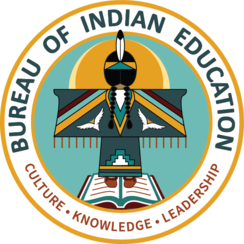 BUREAU OF INDIAN EDUCATION
CULTURE • KNOWLEDGE • LEADERSHIP